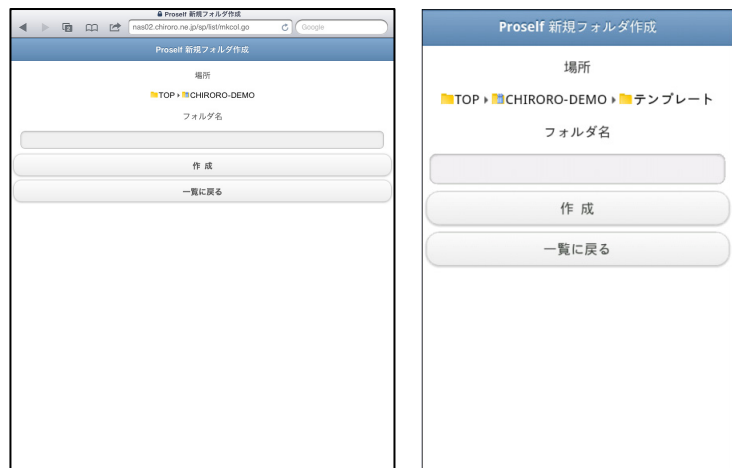 Proself 新規フォルダ作成
nas02.chiroro.ne.jp/sp/list/mkcol.go
Google
Proself 新規フォルダ作成
場所
TOP CHIRORO-DEMO
フォルダ名
作 成
一覧に戻る
Proself 新規フォルダ作成
場所
TOP CHIRORO-DEMO テンプレート
フォルダ名
作 成
一覧に戻る